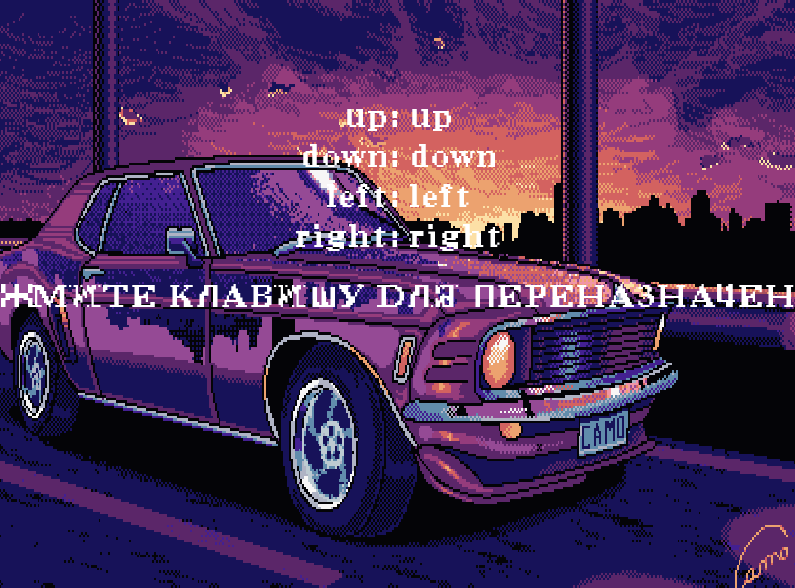 up: up
down: down
left: left
right: right
ЖМИТЕ КЛАВИШУ ДЛЯ ПЕРЕНАЗНАЧЕН
CAMO